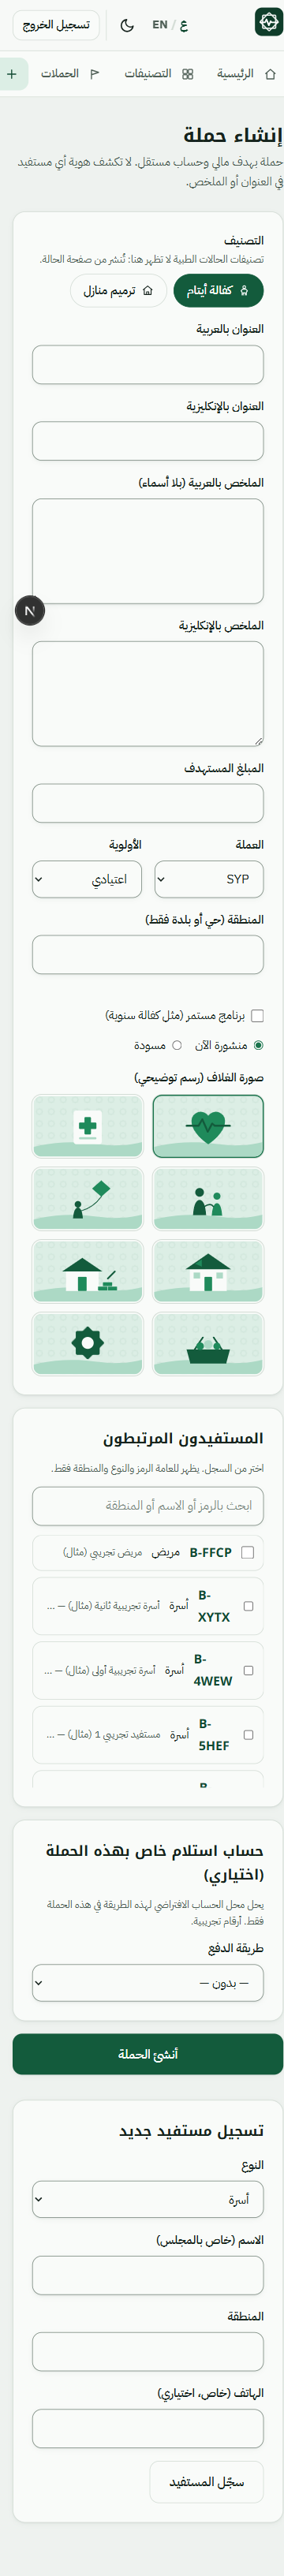 ع / EN
تسجيل الخروج
الرئيسية
التصنيفات
الحملات
+
إنشاء حملة
حملة بهدف مالي وحساب مستقل. لا تكشف هوية أي مستفيد
في العنوان أو الملخص.
التصنيف
تصنيفات الحالات الطبية لا تظهر هنا: تُنشر من صفحة الحالة.
كفالة أيتام
ترميم منازل
العنوان بالعربية
العنوان بالإنكليزية
الملخص بالعربية (بلا أسماء)
N
الملخص بالإنكليزية
المبلغ المستهدف
العملة
الأولوية
SYP
اعتيادي
المنطقة (حي أو بلدة فقط)
برنامج مستمر (مثل كفالة سنوية)
منشورة الآن
مسودة
صورة الغلاف (رسم توضيحي)
المستفيدون المرتبطون
اختر من السجل. يظهر للعامة الرمز والنوع والمنطقة فقط.
ابحث بالرمز أو الاسم أو المنطقة
B-FFCP مريض مريض تجريبي (مثال)
B-XYTX أسرة أسرة تجريبية ثانية (مثال) — ...
B-4WEW أسرة أسرة تجريبية أولى (مثال) — ...
B-5HEF أسرة مستفيد تجريبي 1 (مثال) — ...
حساب استلام خاص بهذه الحملة
(اختياري)
يحل محل الحساب الافتراضي لهذه الطريقة في هذه الحملة
فقط. أرقام تجريبية.
طريقة الدفع
— بدون —
أنشئ الحملة
تسجيل مستفيد جديد
النوع
أسرة
الاسم (خاص بالمجلس)
المنطقة
الهاتف (خاص، اختياري)
سجّل المستفيد